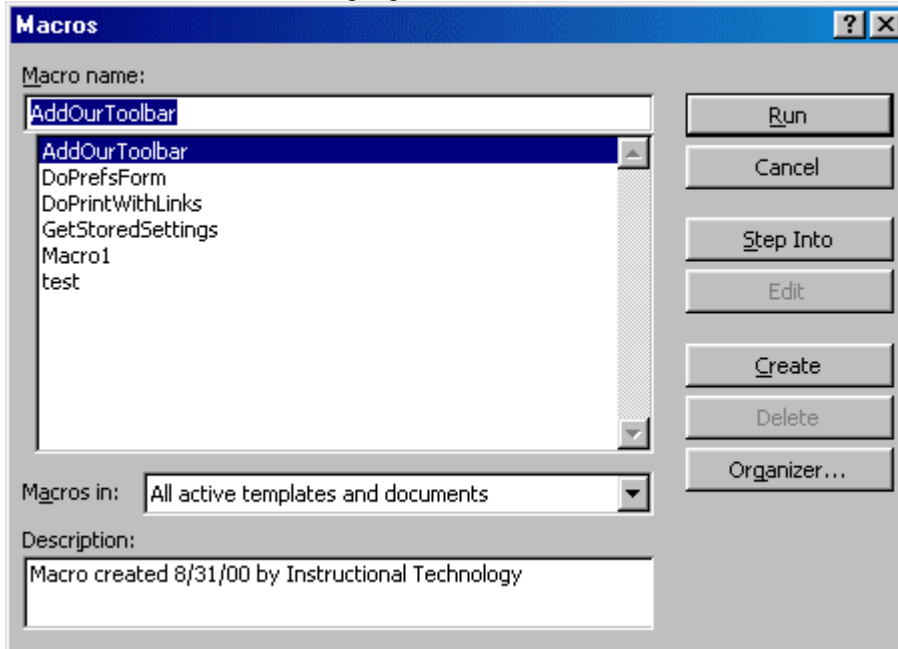 Macros
Macro name:
AddOurToolbar
AddOurToolbar
DoPrefsForm
DoPrintWithLinks
GetStoredSettings
Macro1
test
Run
Cancel
Step Into
Edit
Create
Delete
Organizer...
Macros in: All active templates and documents
Description:
Macro created 8/31/00 by Instructional Technology